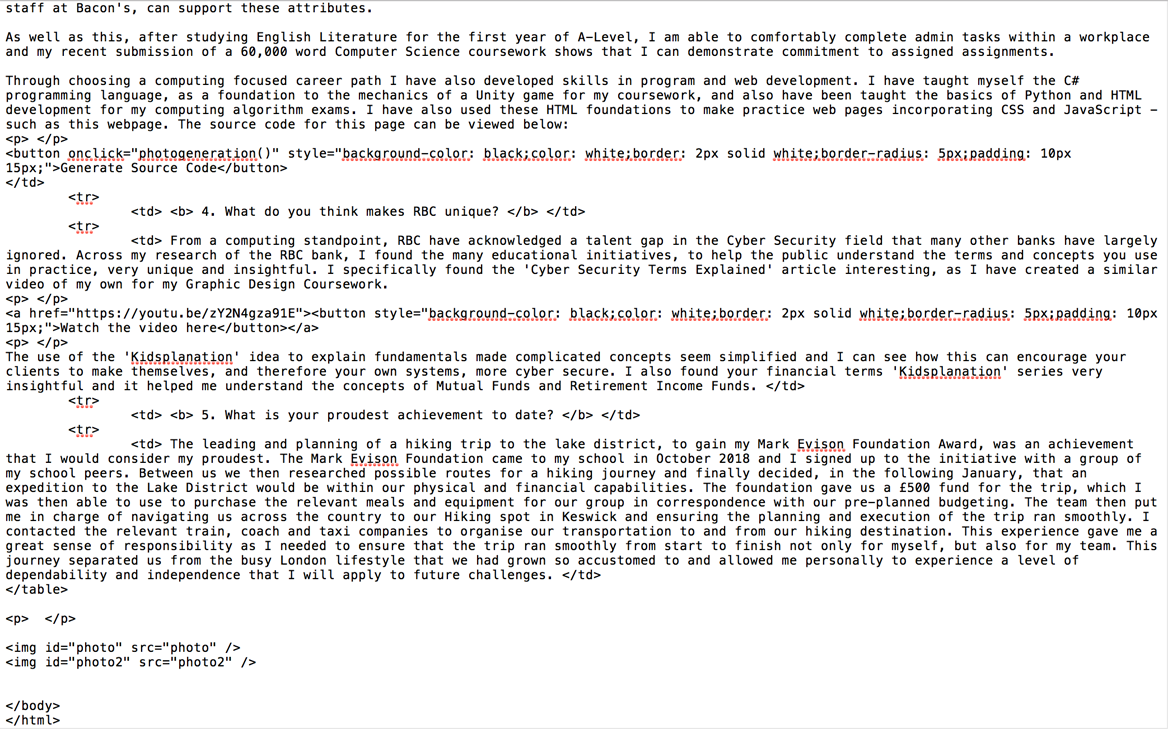 staff at Bacon's, can support these attributes.
As well as this, after studying English Literature for the first year of A-Level, I am able to comfortably complete admin tasks within a workplace
and my recent submission of a 60,000 word Computer Science coursework shows that I can demonstrate commitment to assigned assignments.
Through choosing a computing focused career path I have also developed skills in program and web development. I have taught myself the C#
programming language, as a foundation to the mechanics of a Unity game for my coursework, and also have been taught the basics of Python and HTML
development for my computing algorithm exams. I have also used these HTML foundations to make practice web pages incorporating CSS and JavaScript –
such as this webpage. The source code for this page can be viewed below:
<p> </p>
<button onclick="photogeneration()" style="background-color: black;color: white;border: 2px solid white;border-radius: 5px;padding: 10px
15px;">Generate Source Code</button>
</td>
<tr>
<td> <b> 4. What do you think makes RBC unique? </b> </td>
<tr>
<td> From a computing standpoint, RBC have acknowledged a talent gap in the Cyber Security field that many other banks have largely
ignored. Across my research of the RBC bank, I found the many educational initiatives, to help the public understand the terms and concepts you use
in practice, very unique and insightful. I specifically found the 'Cyber Security Terms Explained' article interesting, as I have created a similar
video of my own for my Graphic Design Coursework.
<p> </p>
<a href="https://youtu.be/zY2N4gza91E"><button style="background-color: black;color: white;border: 2px solid white;border-radius: 5px;padding: 10px
15px;">Watch the video here</button></a>
<p> </p>
The use of the 'Kidsplanation' idea to explain fundamentals made complicated concepts seem simplified and I can see how this can encourage your
clients to make themselves, and therefore your own systems, more cyber secure. I also found your financial terms 'Kidsplanation' series very
insightful and it helped me understand the concepts of Mutual Funds and Retirement Income Funds. </td>
<tr>
<td> <b> 5. What is your proudest achievement to date? </b> </td>
<tr>
<td> The leading and planning of a hiking trip to the lake district, to gain my Mark Evison Foundation Award, was an achievement
that I would consider my proudest. The Mark Evison Foundation came to my school in October 2018 and I signed up to the initiative with a group of
my school peers. Between us we then researched possible routes for a hiking journey and finally decided, in the following January, that an
expedition to the Lake District would be within our physical and financial capabilities. The foundation gave us a £500 fund for the trip, which I
was then able to use to purchase the relevant meals and equipment for our group in correspondence with our pre-planned budgeting. The team then put
me in charge of navigating us across the country to our Hiking spot in Keswick and ensuring the planning and execution of the trip ran smoothly. I
contacted the relevant train, coach and taxi companies to organise our transportation to and from our hiking destination. This experience gave me a
great sense of responsibility as I needed to ensure that the trip ran smoothly from start to finish not only for myself, but also for my team. This
journey separated us from the busy London lifestyle that we had grown so accustomed to and allowed me personally to experience a level of
dependability and independence that I will apply to future challenges. </td>
</table>
<p>  </p>
<img id="photo" src="photo" />
<img id="photo2" src="photo2" />
</body>
</html>